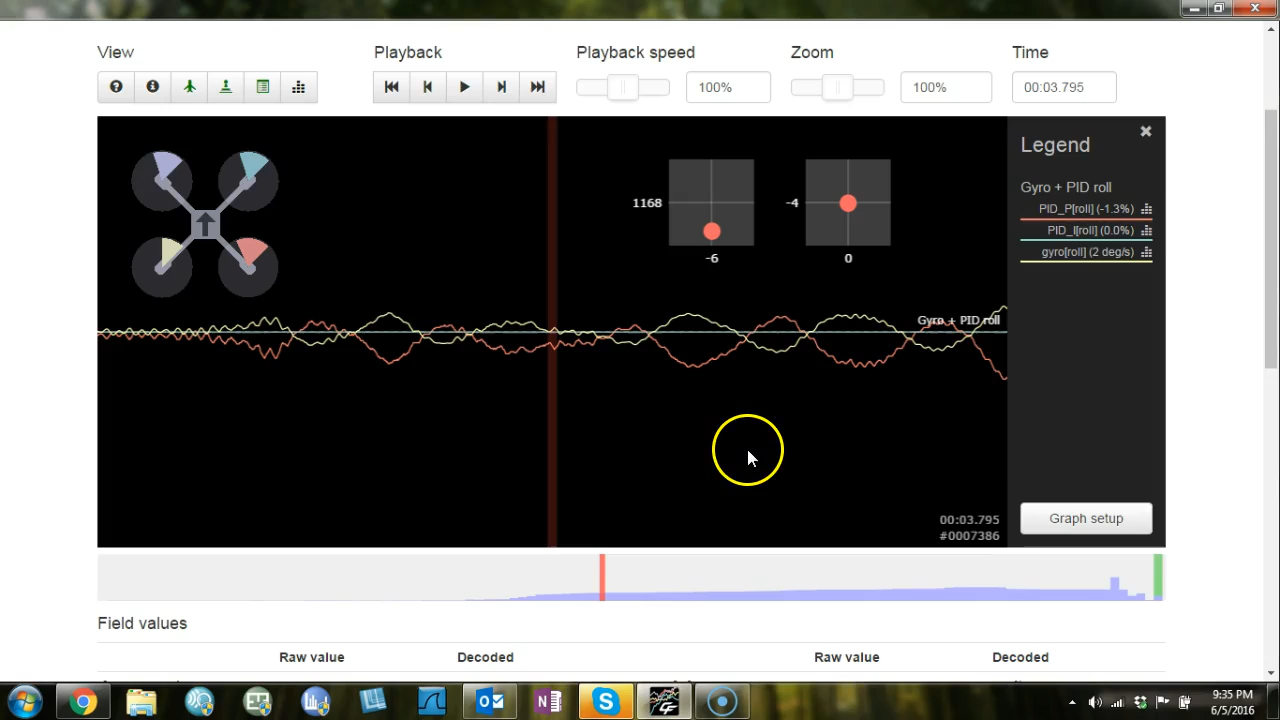 View
Playback
Playback speed
Zoom
Time
100%
100%
00:03.795
Legend
Gyro + PID roll
PID_P[roll] (-1.3%)
PID_I[roll] (0.0%)
gyro[roll] (2 deg/s)
1168
-6
-4
0
Gyro + PID roll
00:03.795
#0007386
Graph setup
Field values
Raw value
Decoded
Raw value
Decoded
9:35 PM
6/5/2016